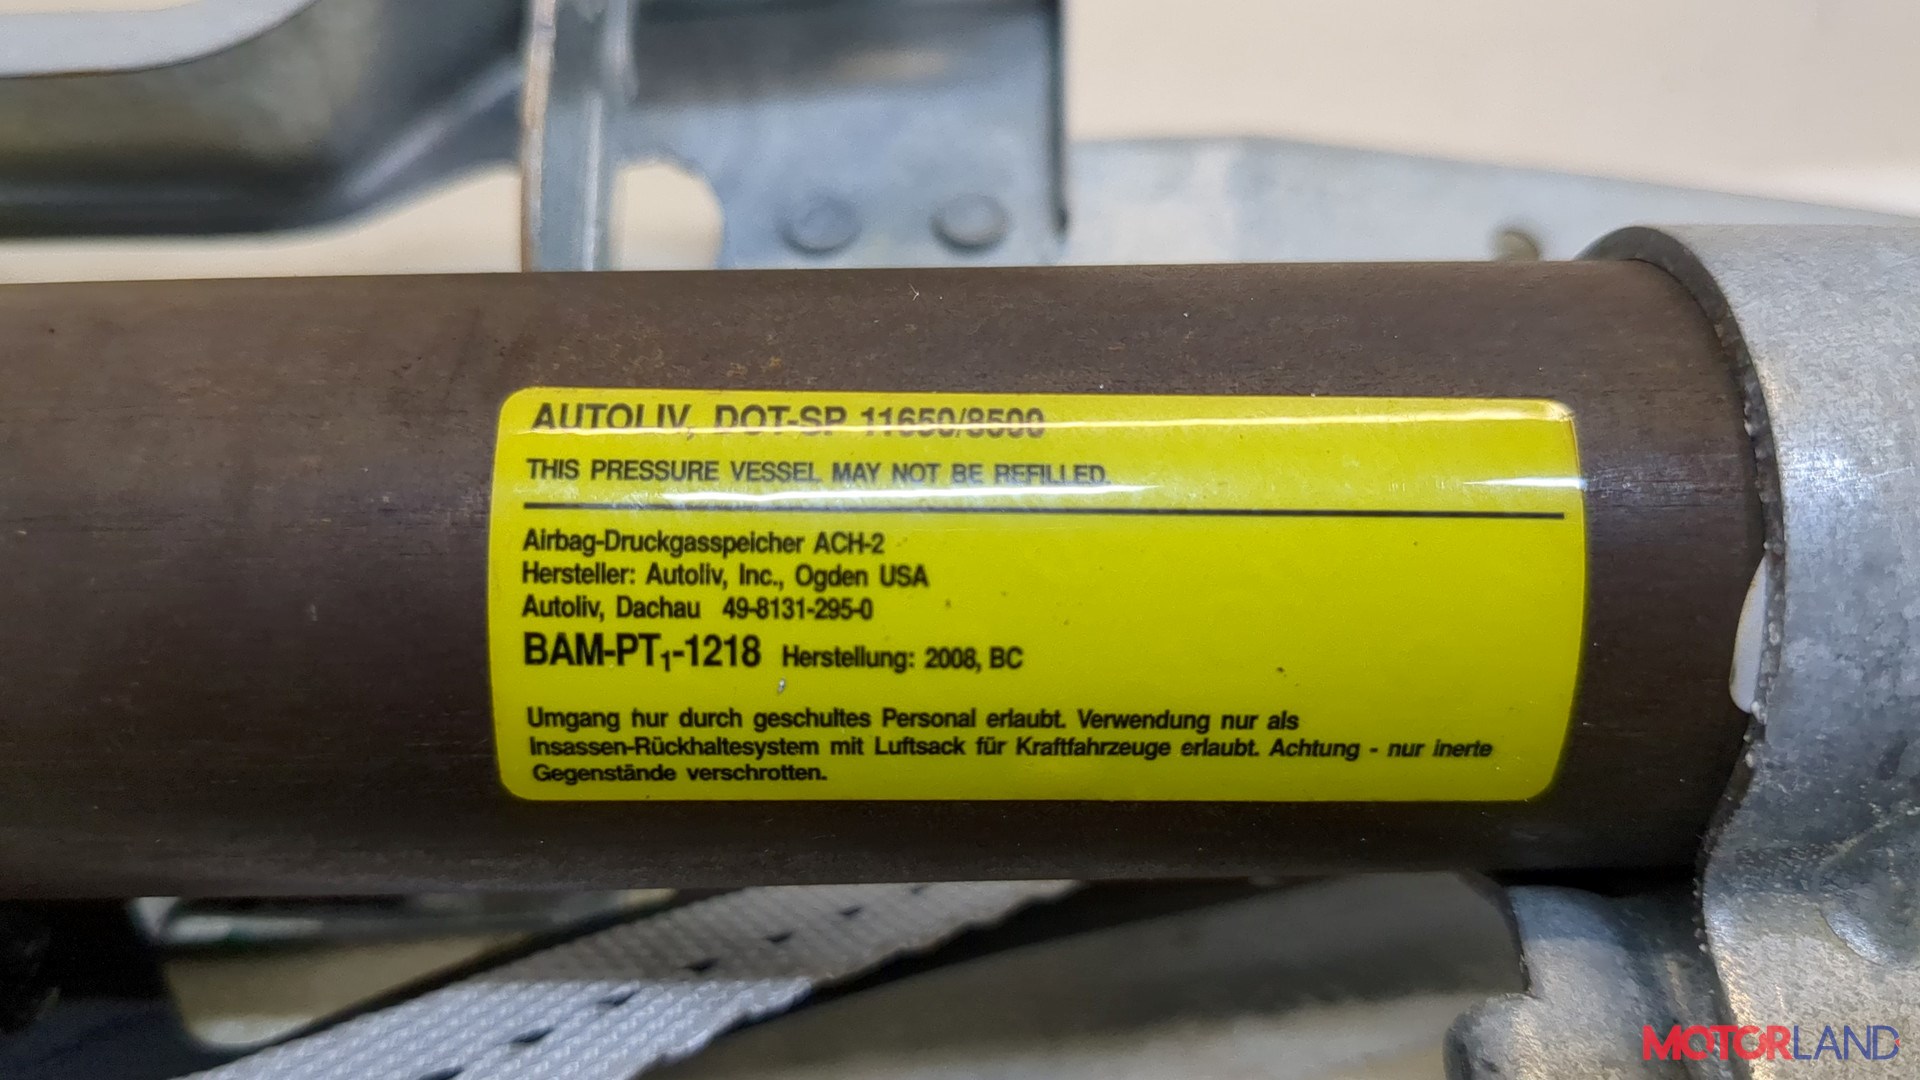 AUTOLIV, DOT-SP 11650/8500
THIS PRESSURE VESSEL MAY NOT BE REFILLED.
Airbag-Druckgasspeicher ACH-2
Hersteller: Autoliv, Inc., Ogden USA
Autoliv, Dachau 49-8131-295-0
BAM-PT₁-1218 Herstellung: 2008, BC
Umgang nur durch geschultes Personal erlaubt. Verwendung nur als
Insassen-Rückhaltesystem mit Luftsack für Kraftfahrzeuge erlaubt. Achtung - nur inerte
Gegenstände verschrotten.
MOTORLAND